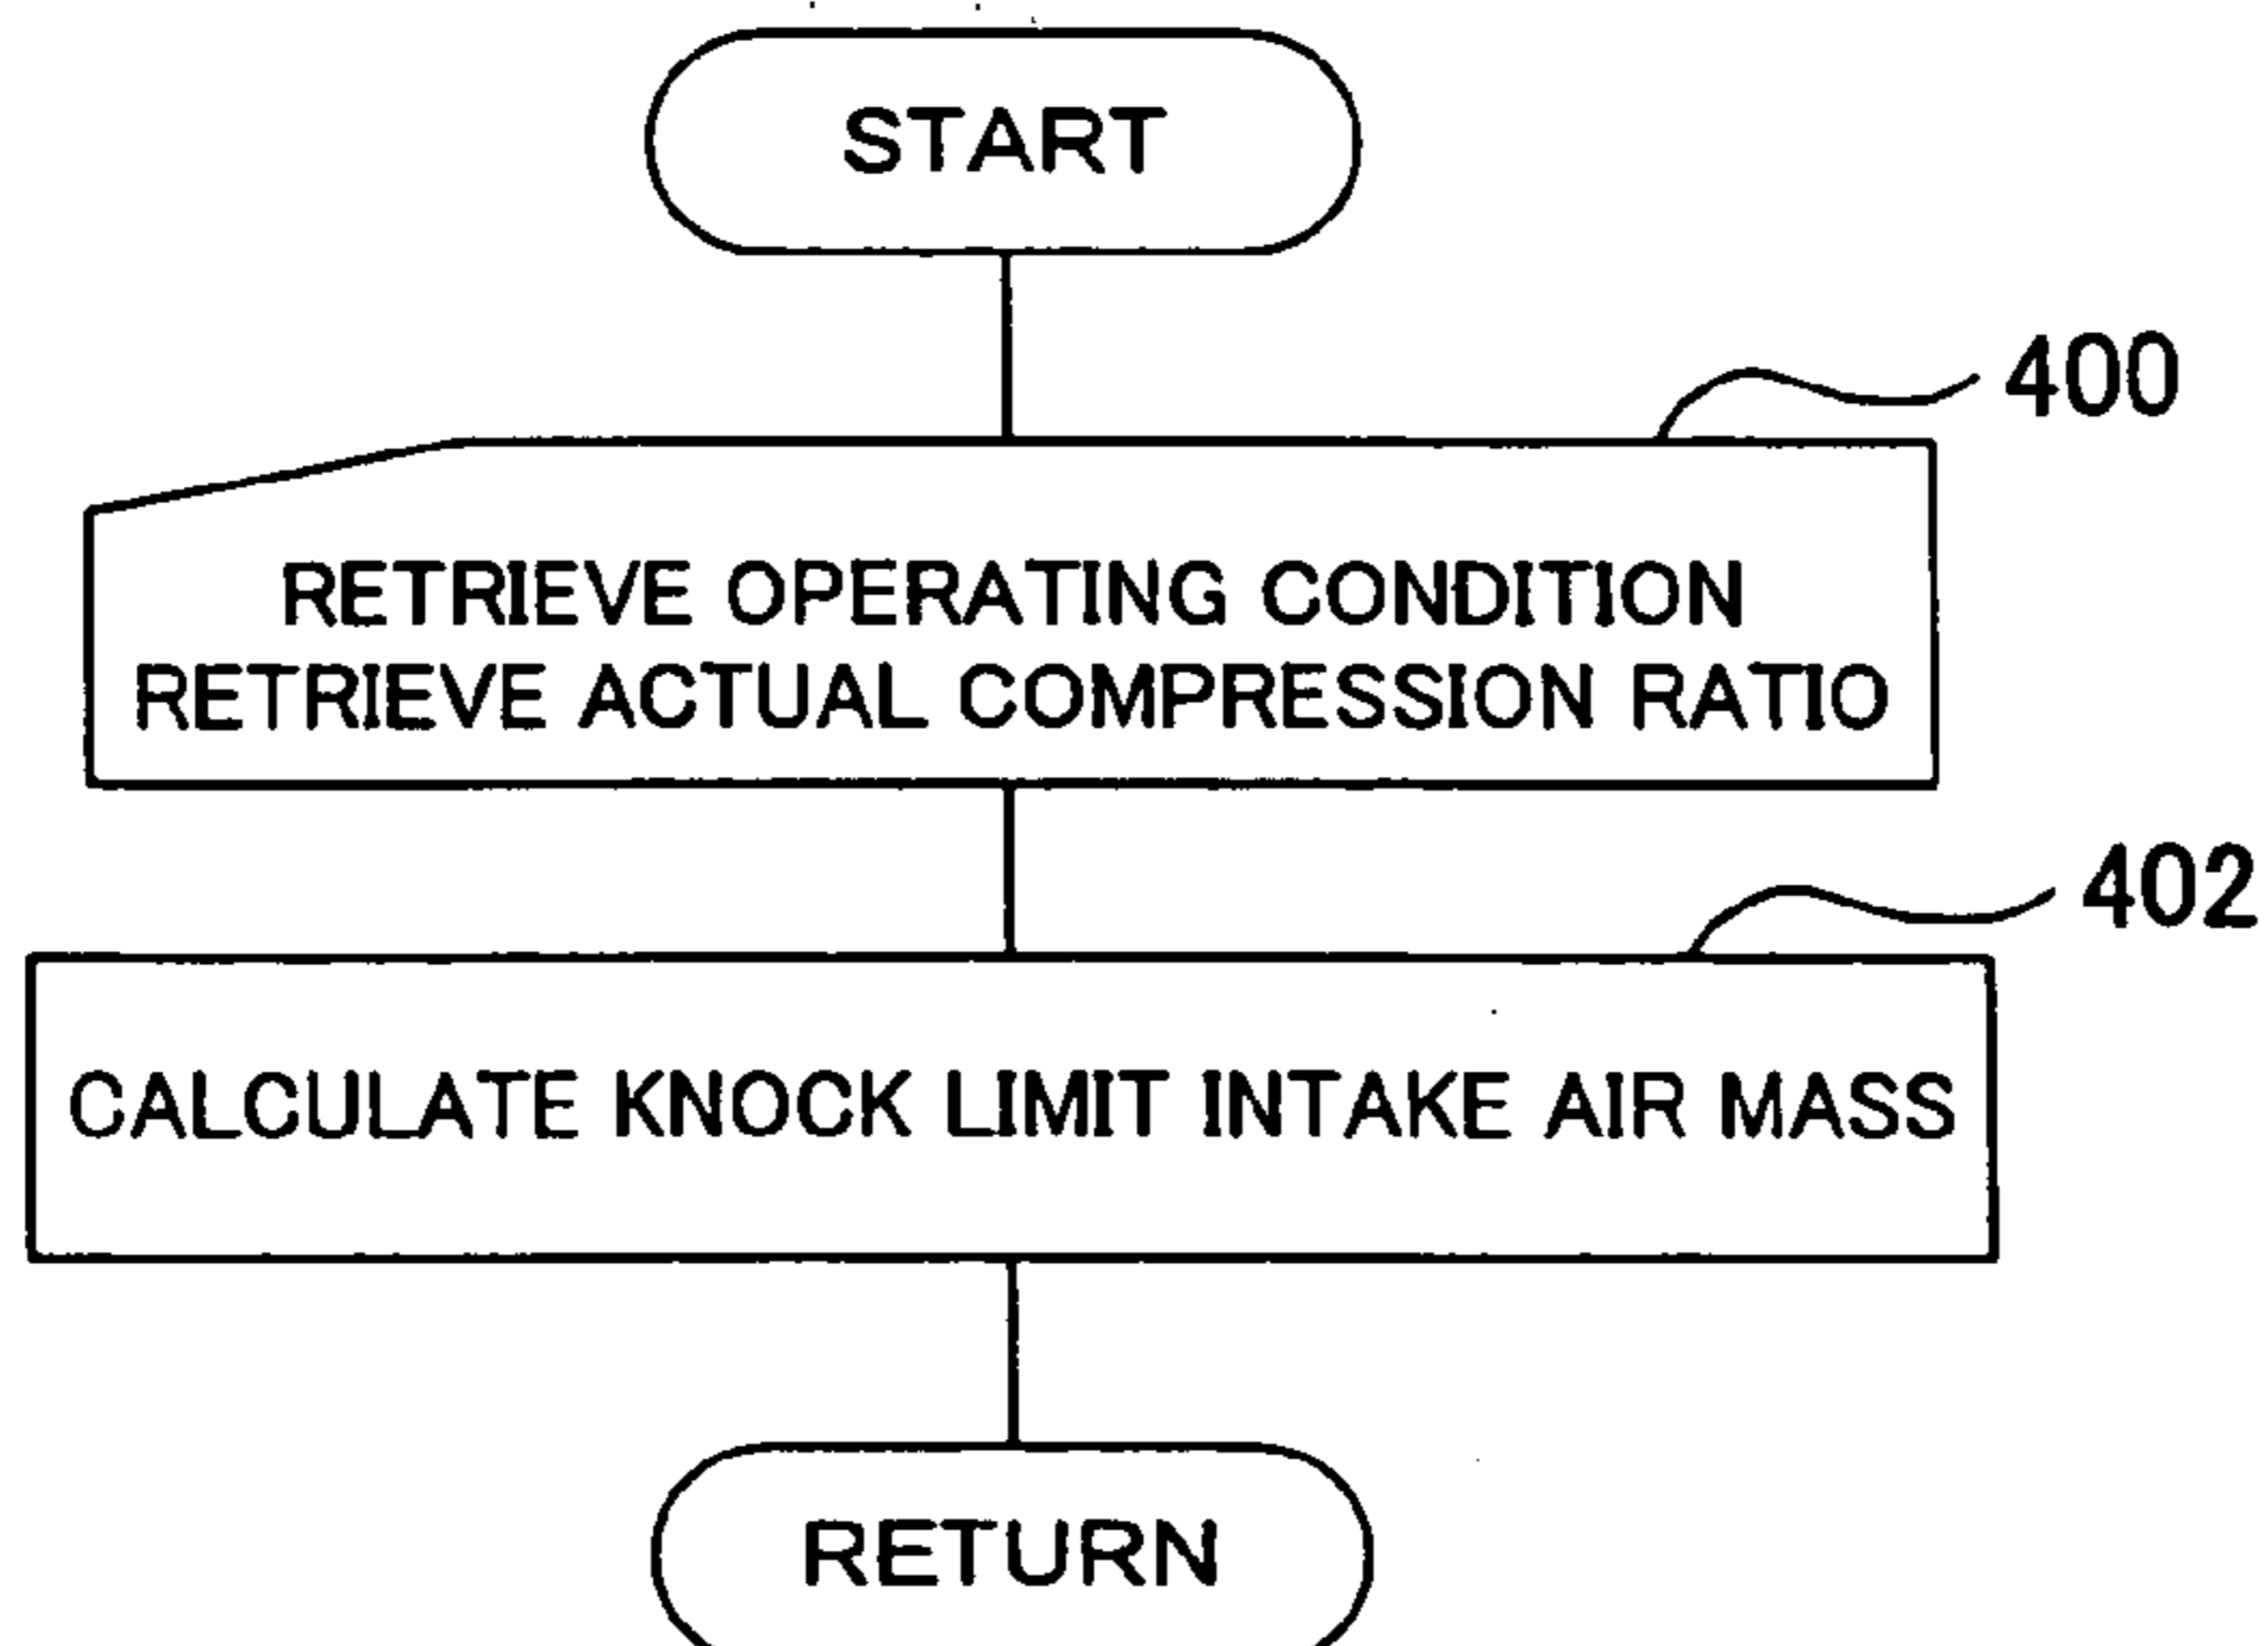 START
400
RETRIEVE OPERATING CONDITION
RETRIEVE ACTUAL COMPRESSION RATIO
402
CALCULATE KNOCK LIMIT INTAKE AIR MASS
RETURN